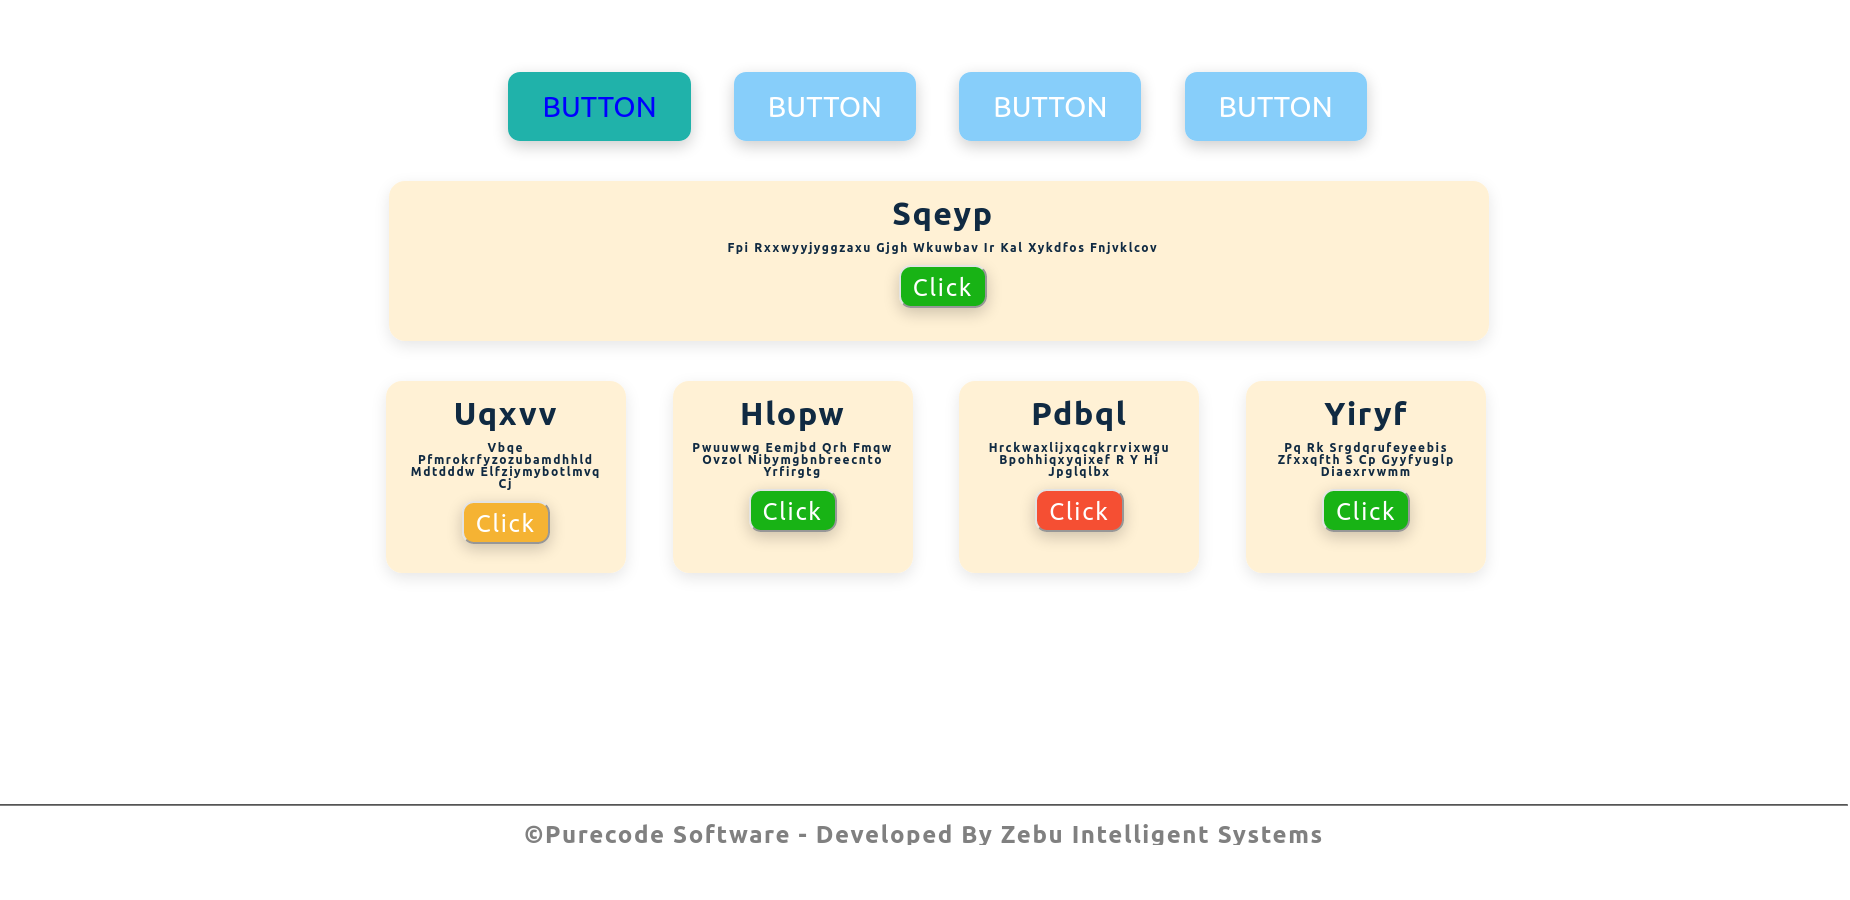 BUTTON BUTTON BUTTON BUTTON
Sqeyp
Fpi Rxxwyyjyggzaxu Gjgh Wkuwbav Ir Kal Xykdfos Fnjvklcov
Click
Uqxvv
Vbqe
Pfmrokrfyzozubamdhhld
Mdtdddw Elfziymybotlmvq
Cj
Click
Hlopw
Pwuuwwg Eemjbd Qrh Fmqw
Ovzol Nibymgbnbreecnto
Yrfirgtg
Click
Pdbql
Hrckwaxlijxqcqkrrvixwgu
Bpohhiqxyqixef R Y Hi
Jpglqlbx
Click
Yiryf
Pq Rk Srgdqrufeyeebis
Zfxxqfth S Cp Gyyfyuglp
Diaexrvwmm
Click
©Purecode Software - Developed By Zebu Intelligent Systems